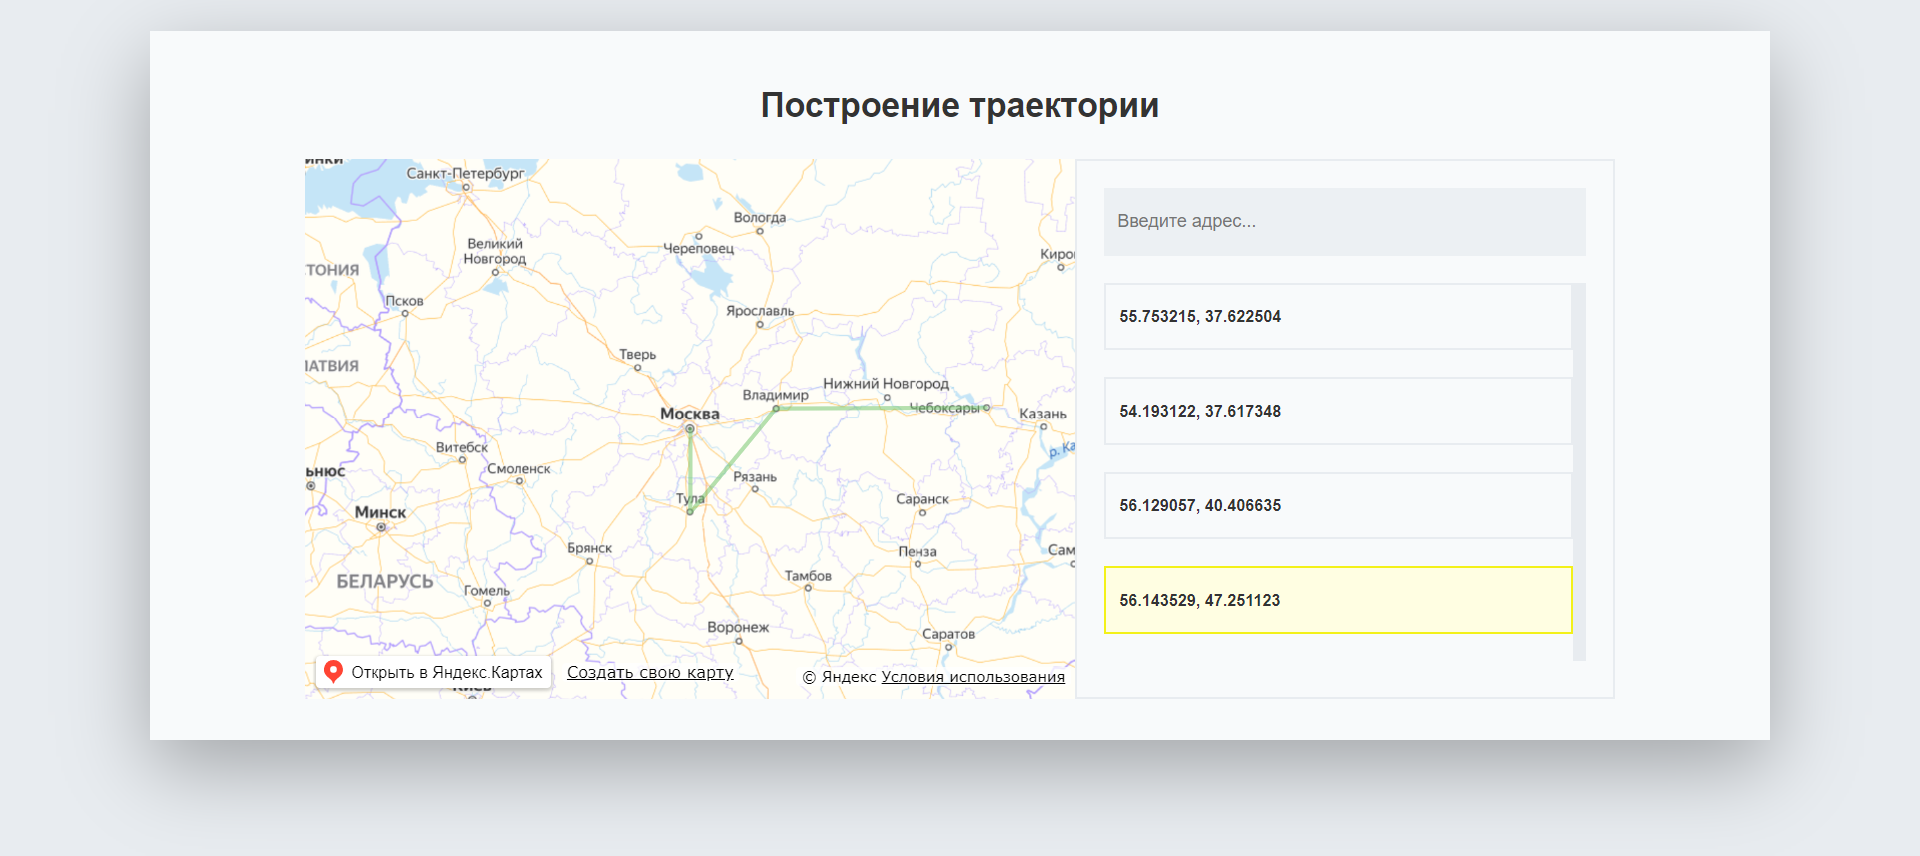 Построение траектории
Санкт-Петербург
Вологда
Череповец
Великий
Новгород
Киро
ТОНИЯ
Псков
Ярославль
Тверь
АТВИЯ
Нижний Новгород
Владимир
Чебоксары
Москва
Казань
Витебск
р. Ка
ьнюс
Смоленск
Рязань
Тула
Саранск
Минск
Брянск
Пенза
Сам
БЕЛАРУСЬ
Тамбов
Гомель
Воронеж
Саратов
Открыть в Яндекс.Картах
Создать свою карту
© Яндекс Условия использования
Введите адрес...
55.753215, 37.622504
54.193122, 37.617348
56.129057, 40.406635
56.143529, 47.251123